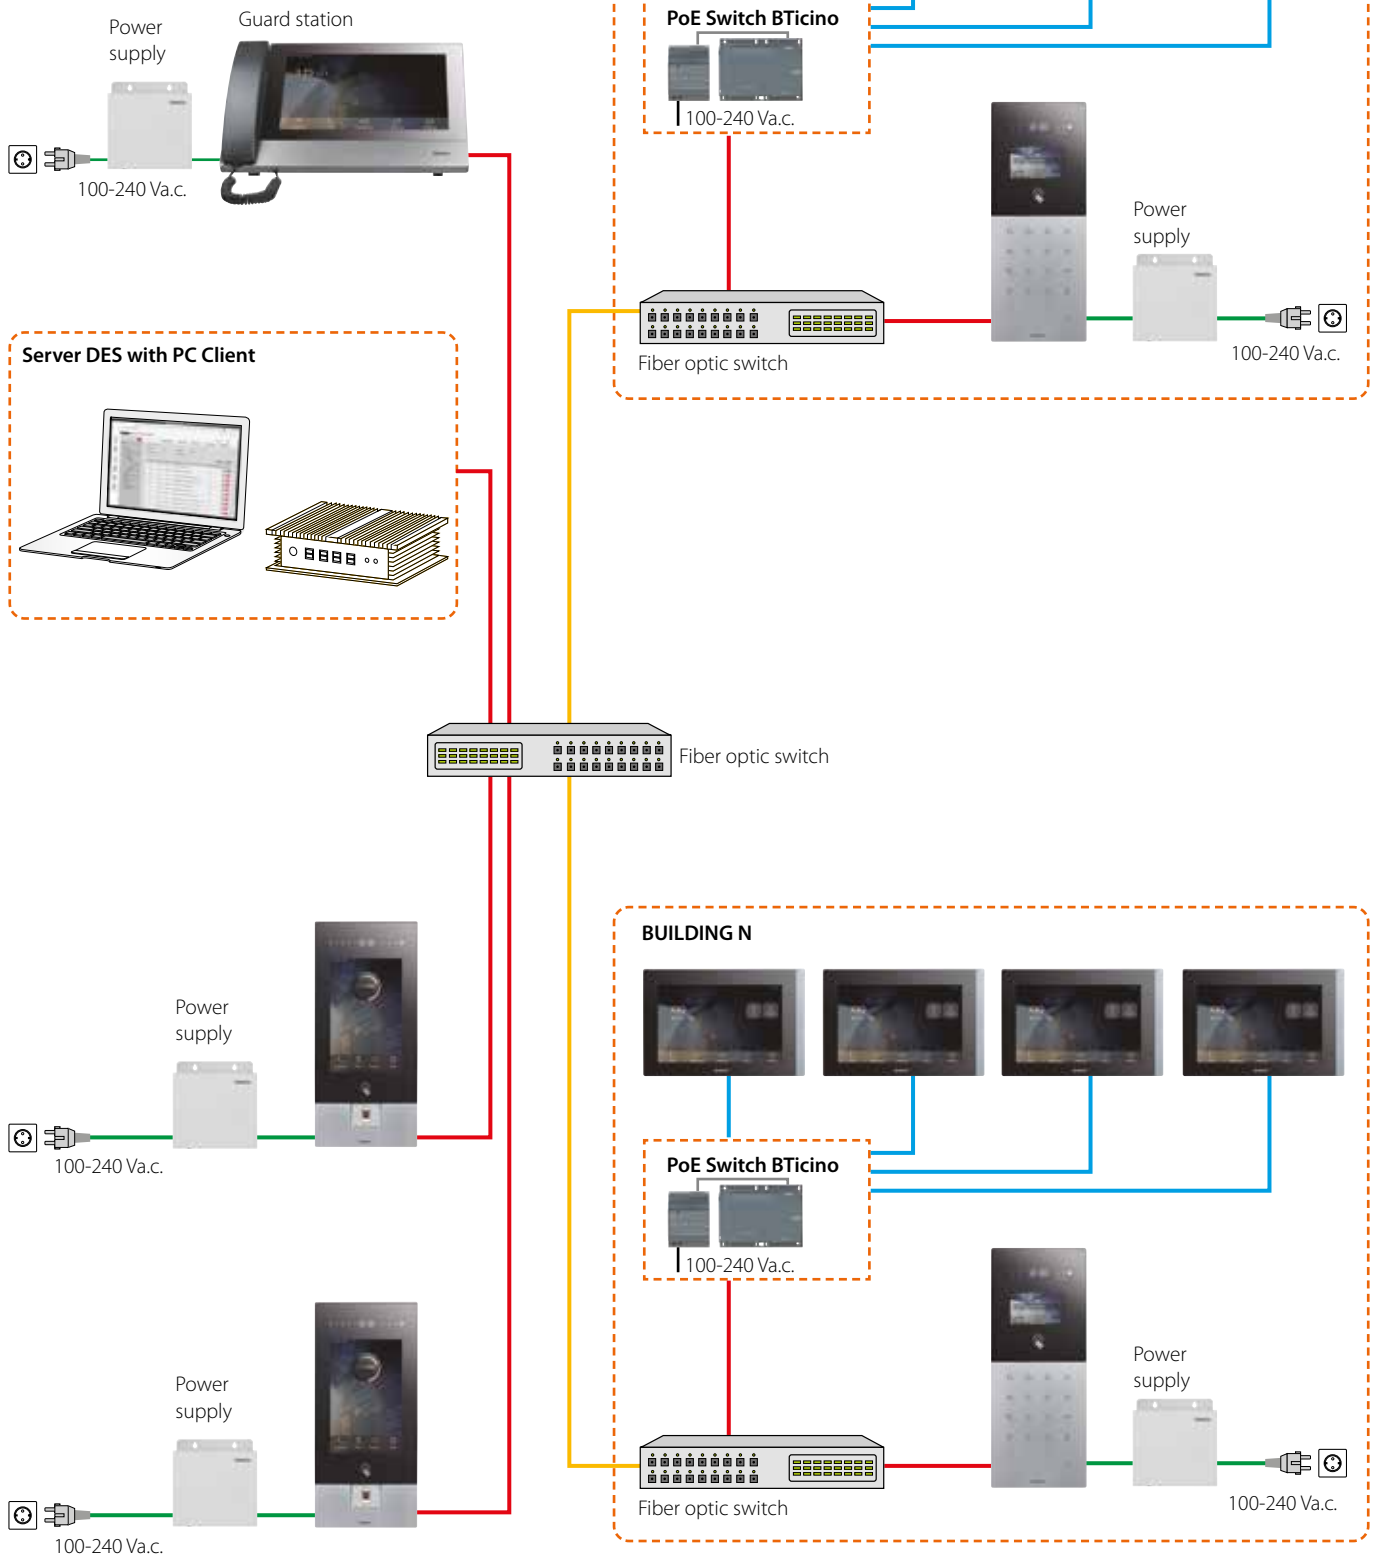 Power
supply
Guard station
100-240 Va.c.
PoE Switch BTicino
100-240 Va.c.
Power
supply
100-240 Va.c.
Fiber optic switch
Server DES with PC Client
Fiber optic switch
Power
supply
100-240 Va.c.
BUILDING N
PoE Switch BTicino
100-240 Va.c.
Power
supply
100-240 Va.c.
Fiber optic switch
Power
supply
100-240 Va.c.